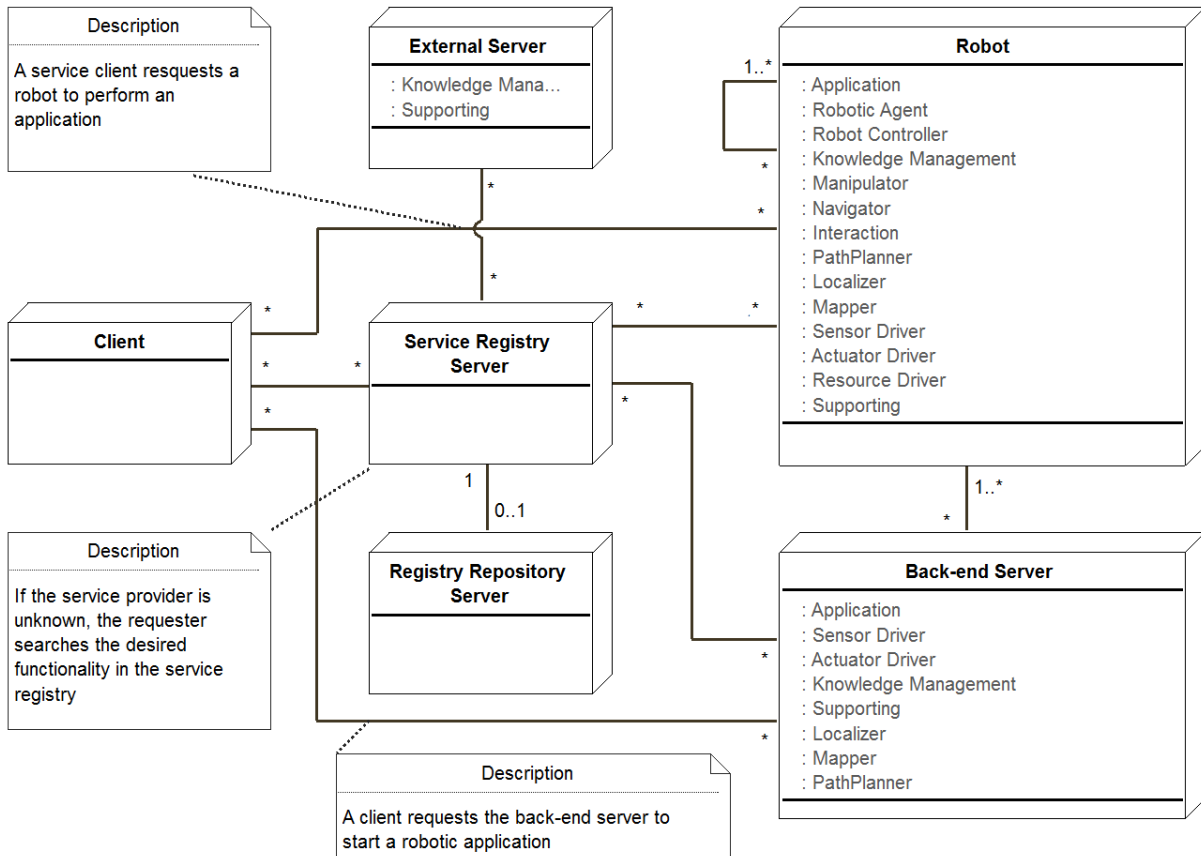 Description
A service client resquests a
robot to perform an
application
External Server
: Knowledge Mana...
: Supporting
Robot
: Application
: Robotic Agent
: Robot Controller
: Knowledge Management
: Manipulator
: Navigator
: Interaction
: PathPlanner
: Localizer
: Mapper
: Sensor Driver
: Actuator Driver
: Resource Driver
: Supporting
1..*
*
*
*
*
*
*
.*
Client
*
*
*
Service Registry
Server
*
1
0..1
1..*
*
Description
If the service provider is
unknown, the requester
searches the desired
functionality in the service
registry
Registry Repository
Server
Back-end Server
: Application
: Sensor Driver
: Actuator Driver
: Knowledge Management
: Supporting
: Localizer
: Mapper
: PathPlanner
*
*
Description
A client requests the back-end server to
start a robotic application